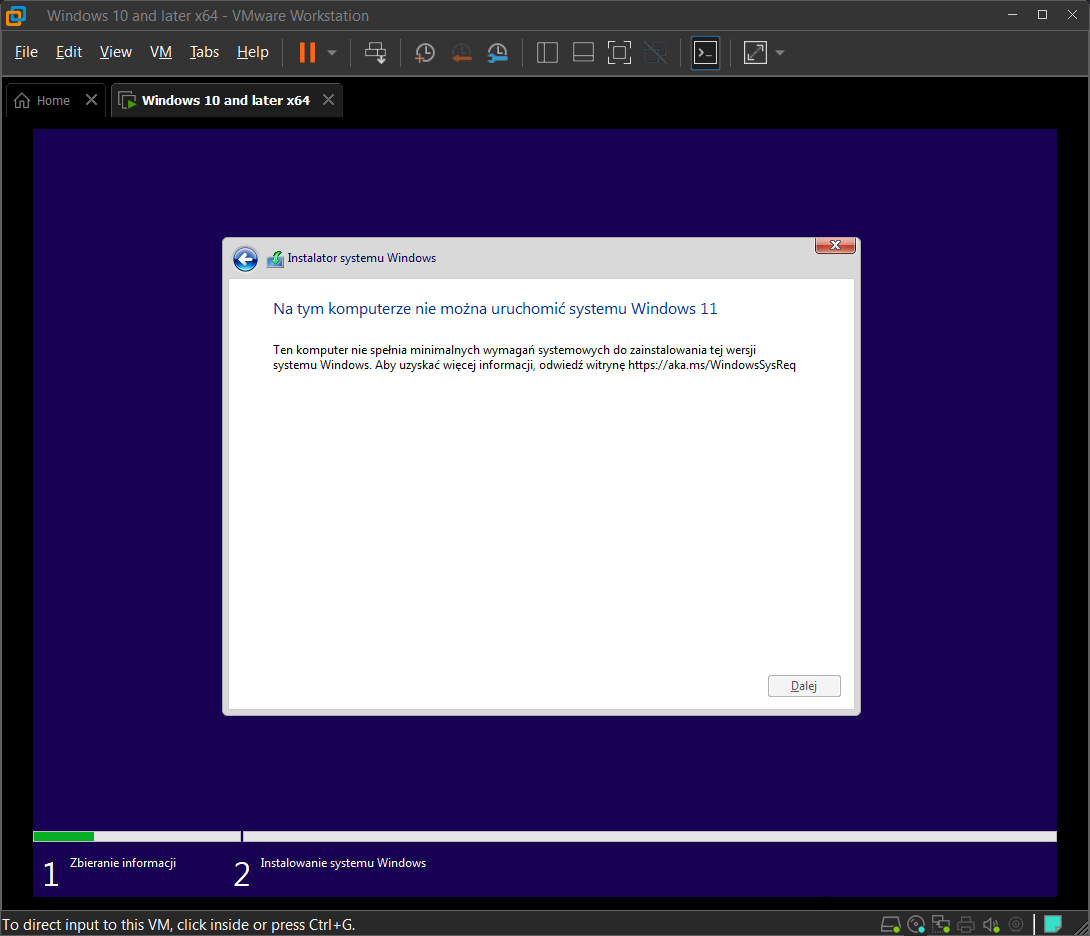 Windows 10 and later x64 - VMware Workstation
File Edit View VM Tabs Help
Home Windows 10 and later x64
Instalator systemu Windows
Na tym komputerze nie można uruchomić systemu Windows 11
Ten komputer nie spełnia minimalnych wymagań systemowych do zainstalowania tej wersji
systemu Windows. Aby uzyskać więcej informacji, odwiedź witrynę https://aka.ms/WindowsSysReq
Dalej
1 Zbieranie informacji 2 Instalowanie systemu Windows
To direct input to this VM, click inside or press Ctrl+G.